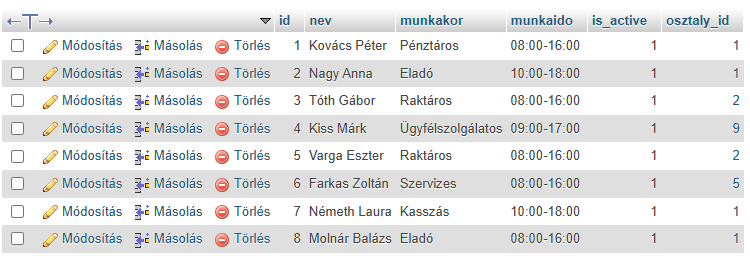 id nev munkakor munkaido is_active osztaly_id
Módosítás Másolás Törlés 1 Kovács Péter Pénztáros 08:00-16:00 1 1
Módosítás Másolás Törlés 2 Nagy Anna Eladó 10:00-18:00 1 1
Módosítás Másolás Törlés 3 Tóth Gábor Raktáros 08:00-16:00 1 2
Módosítás Másolás Törlés 4 Kiss Márk Ügyfélszolgálatos 09:00-17:00 1 9
Módosítás Másolás Törlés 5 Varga Eszter Raktáros 08:00-16:00 1 2
Módosítás Másolás Törlés 6 Farkas Zoltán Szervizes 08:00-16:00 1 5
Módosítás Másolás Törlés 7 Németh Laura Kasszás 10:00-18:00 1 1
Módosítás Másolás Törlés 8 Molnár Balázs Eladó 08:00-16:00 1 1